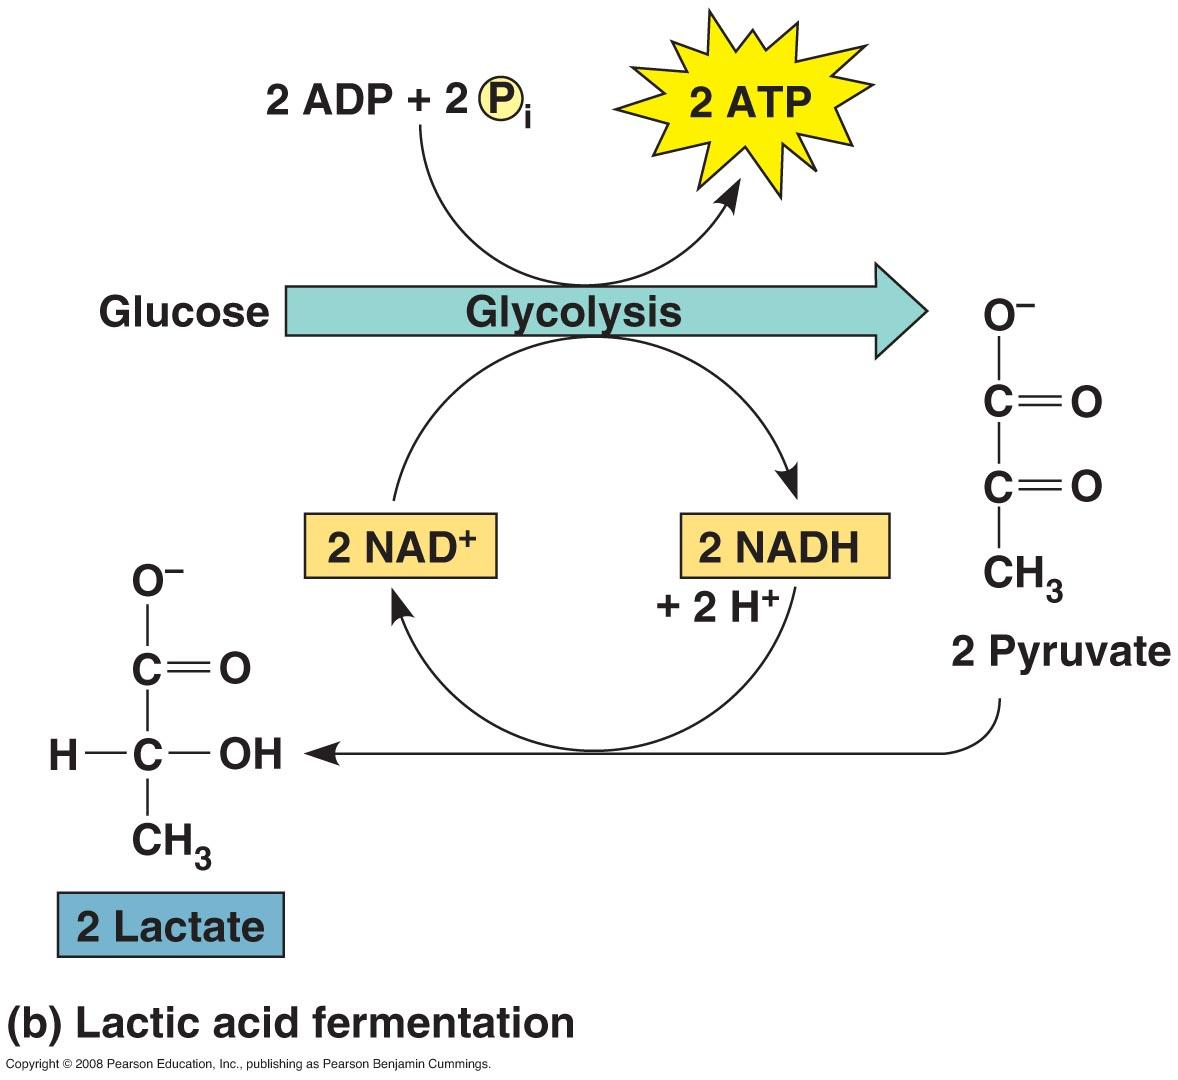 2 ADP + 2 Pi
2 ATP
Glucose
Glycolysis
O–
C=O
C=O
CH3
2 Pyruvate
2 NAD+
2 NADH
+ 2 H+
O–
C=O
H–C–OH
CH3
2 Lactate
(b) Lactic acid fermentation
Copyright © 2008 Pearson Education, Inc., publishing as Pearson Benjamin Cummings.